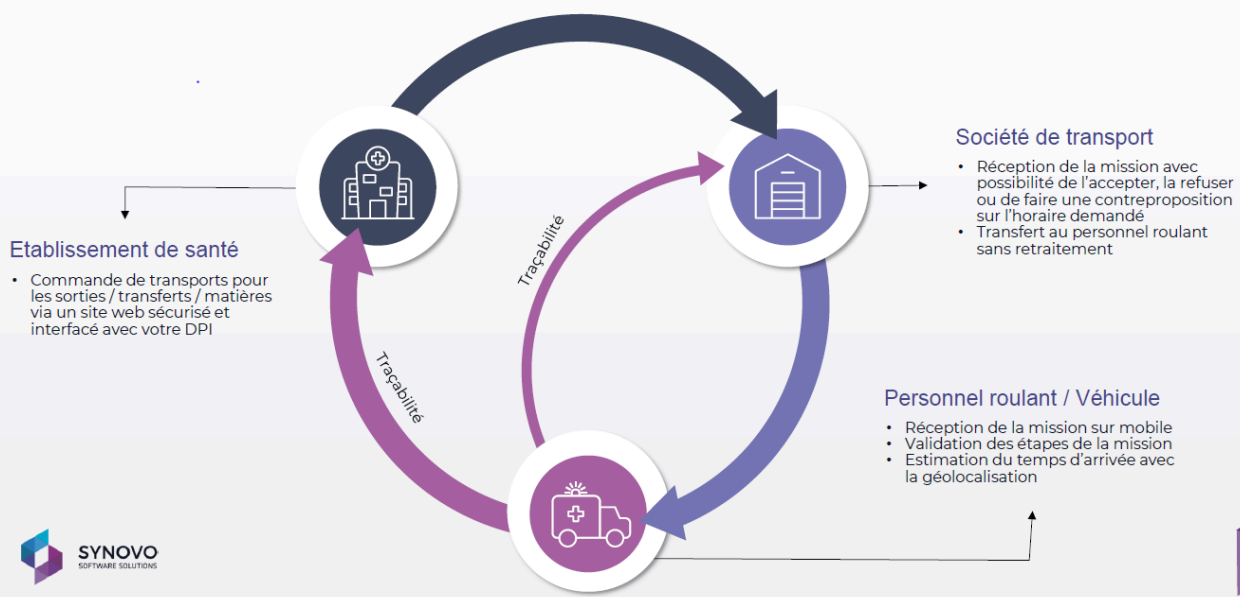 Société de transport
• Réception de la mission avec
possibilité de l'accepter, la refuser
ou de faire une contreproposition
sur l'horaire demandé
• Transfert au personnel roulant
sans retraitement
Traçabilité
Etablissement de santé
• Commande de transports pour
les sorties / transferts / matières
via un site web sécurisé et
interfacé avec votre DPI
Traçabilité
Personnel roulant / Véhicule
• Réception de la mission sur mobile
• Validation des étapes de la mission
• Estimation du temps d'arrivée avec
la géolocalisation
SYNOVO
SOFTWARE SOLUTIONS